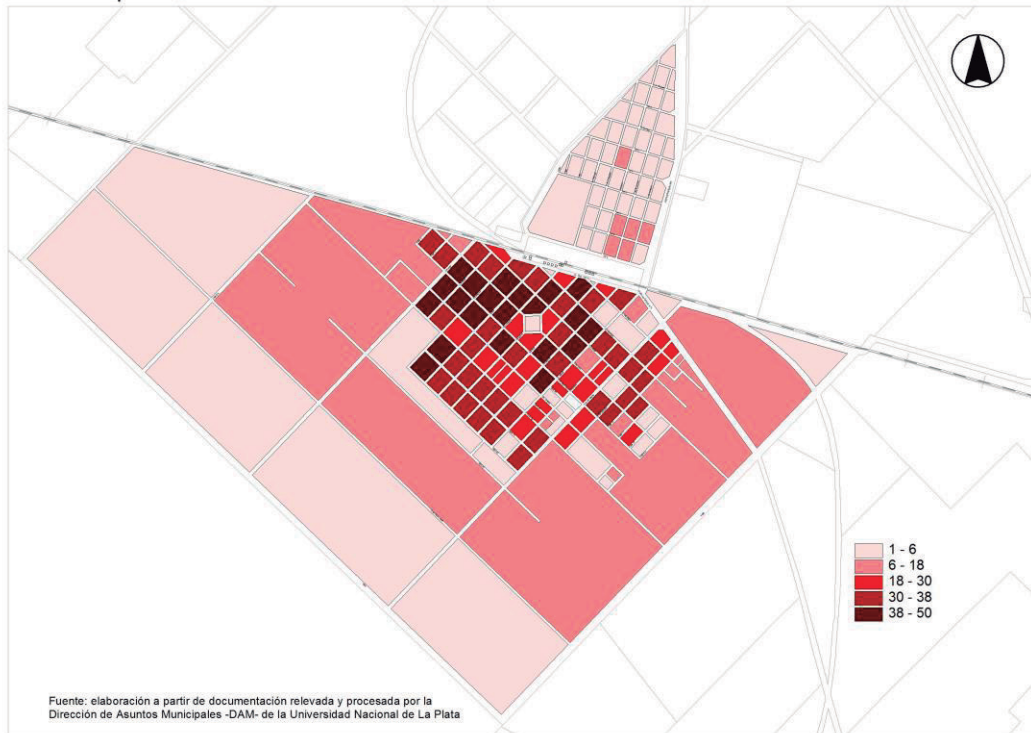 1 - 6
6 - 18
18 - 30
30 - 38
38 - 50
Fuente: elaboración a partir de documentación relevada y procesada por la
Dirección de Asuntos Municipales -DAM- de la Universidad Nacional de La Plata